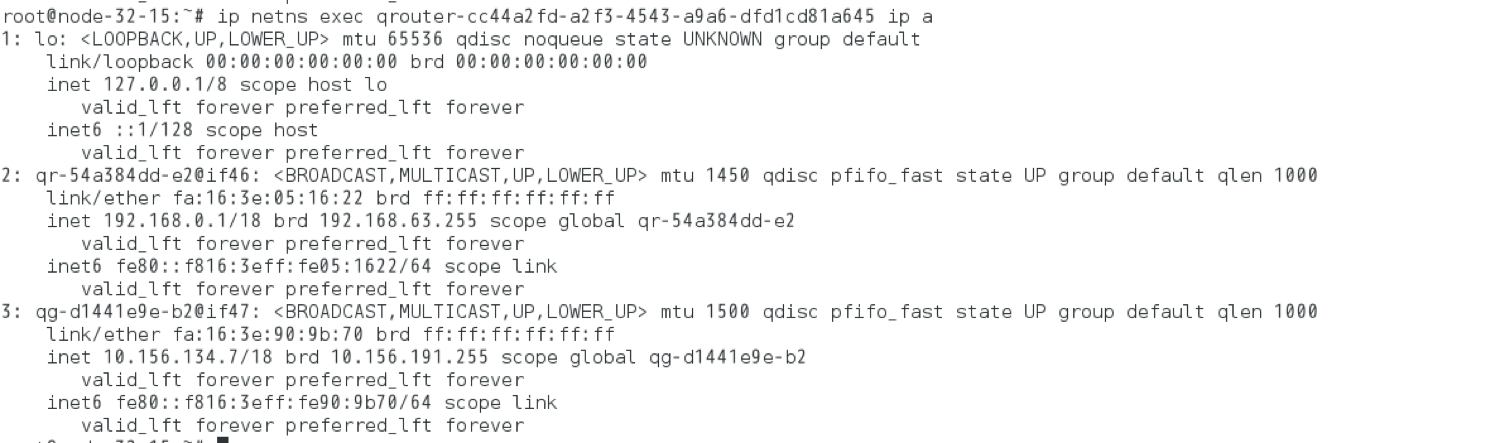 root@node-32-15:~# ip netns exec qrouter-cc44a2fd-a2f3-4543-a9a6-dfd1cd81a645 ip a
1: lo: <LOOPBACK,UP,LOWER_UP> mtu 65536 qdisc noqueue state UNKNOWN group default
    link/loopback 00:00:00:00:00:00 brd 00:00:00:00:00:00
    inet 127.0.0.1/8 scope host lo
       valid_lft forever preferred_lft forever
    inet6 ::1/128 scope host
       valid_lft forever preferred_lft forever
2: qr-54a384dd-e2@if46: <BROADCAST,MULTICAST,UP,LOWER_UP> mtu 1450 qdisc pfifo_fast state UP group default qlen 1000
    link/ether fa:16:3e:05:16:22 brd ff:ff:ff:ff:ff:ff
    inet 192.168.0.1/18 brd 192.168.63.255 scope global qr-54a384dd-e2
       valid_lft forever preferred_lft forever
    inet6 fe80::f816:3eff:fe05:1622/64 scope link
       valid_lft forever preferred_lft forever
3: qg-d1441e9e-b2@if47: <BROADCAST,MULTICAST,UP,LOWER_UP> mtu 1500 qdisc pfifo_fast state UP group default qlen 1000
    link/ether fa:16:3e:90:9b:70 brd ff:ff:ff:ff:ff:ff
    inet 10.156.134.7/18 brd 10.156.191.255 scope global qg-d1441e9e-b2
       valid_lft forever preferred_lft forever
    inet6 fe80::f816:3eff:fe90:9b70/64 scope link
       valid_lft forever preferred_lft forever